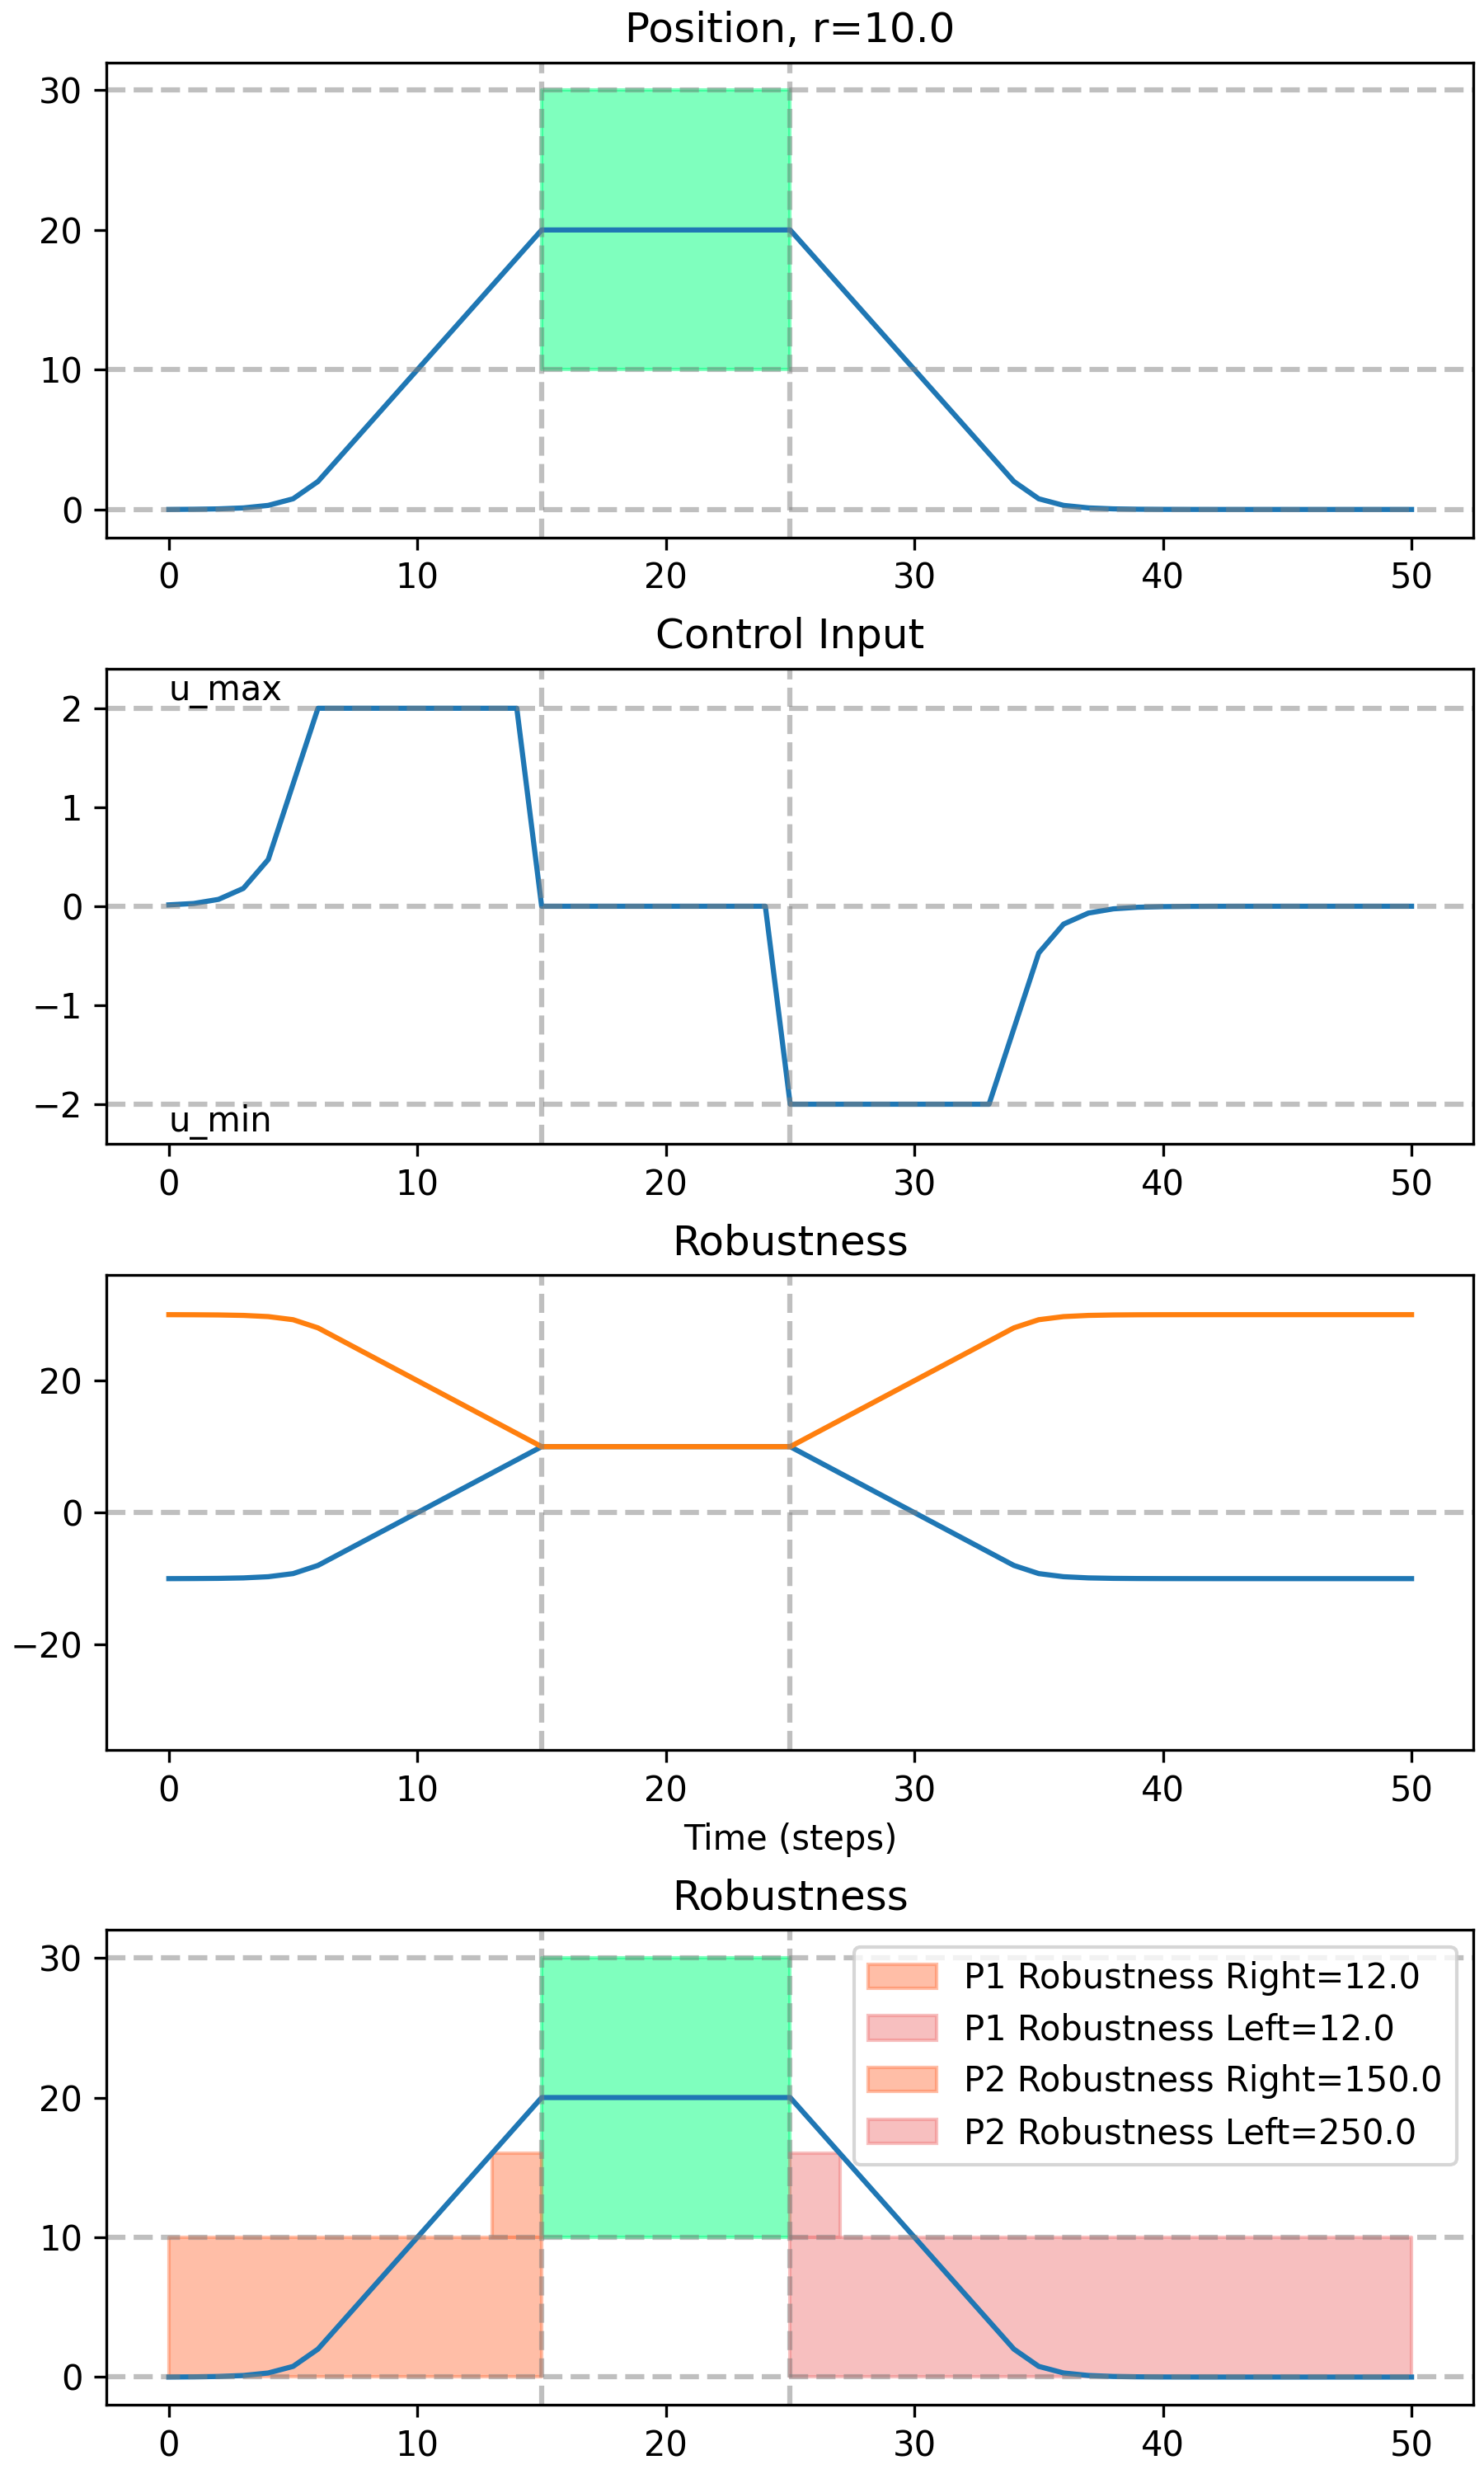 Position, r=10.0
30
20
10
0
0 10 20 30 40 50
Control Input
u_max
2
1
0
−1
−2
u_min
0 10 20 30 40 50
Robustness
20
0
−20
0 10 20 30 40 50
Time (steps)
Robustness
30
P1 Robustness Right=12.0
P1 Robustness Left=12.0
P2 Robustness Right=150.0
P2 Robustness Left=250.0
20
10
0
0 10 20 30 40 50